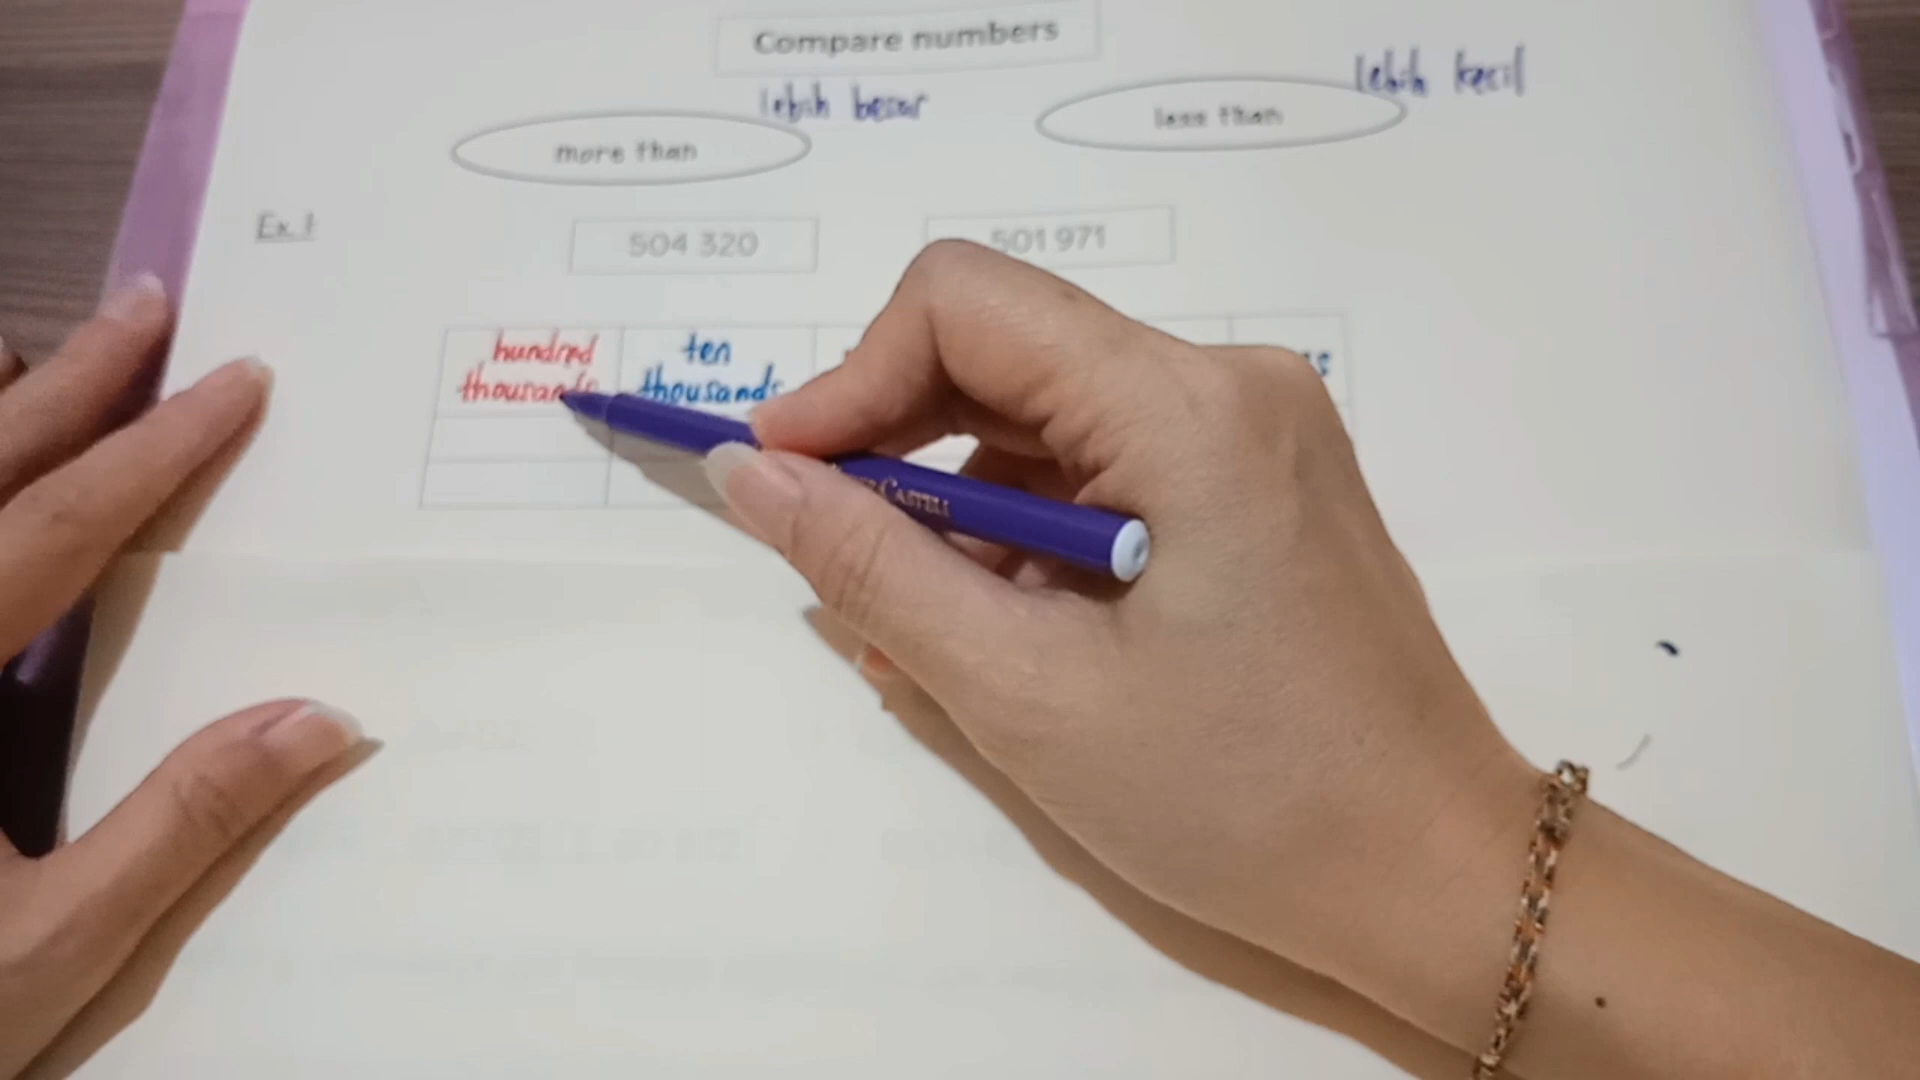 Compare numbers
lebih besar
lebih kecil
more than
less than
Ex. 1
504 320
501 971
hundred
thousands
ten
thousands
CASTELL